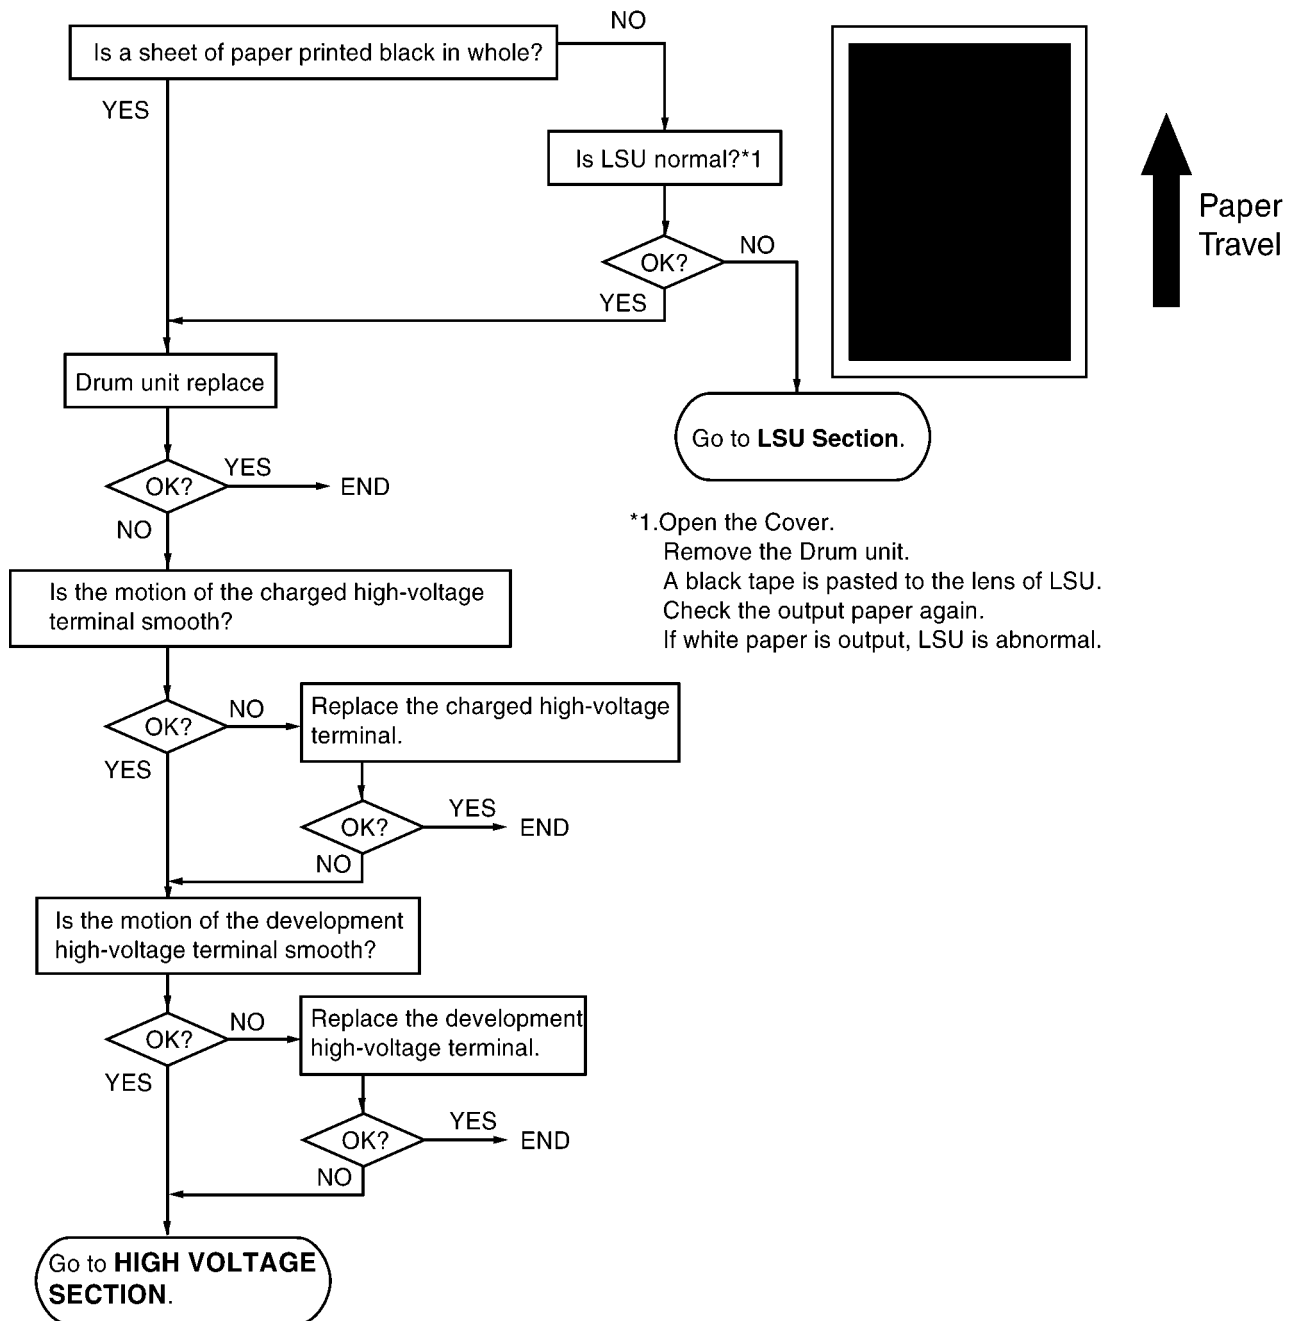 NO
Is a sheet of paper printed black in whole?
YES
Is LSU normal?*1
Paper
Travel
OK?
NO
YES
Drum unit replace
Go to LSU Section.
OK?
YES
END
NO
*1.Open the Cover.
Remove the Drum unit.
A black tape is pasted to the lens of LSU.
Check the output paper again.
If white paper is output, LSU is abnormal.
Is the motion of the charged high-voltage
terminal smooth?
OK?
NO
Replace the charged high-voltage
terminal.
YES
OK?
YES
END
NO
Is the motion of the development
high-voltage terminal smooth?
OK?
NO
Replace the development
high-voltage terminal.
YES
OK?
YES
END
NO
Go to HIGH VOLTAGE
SECTION.